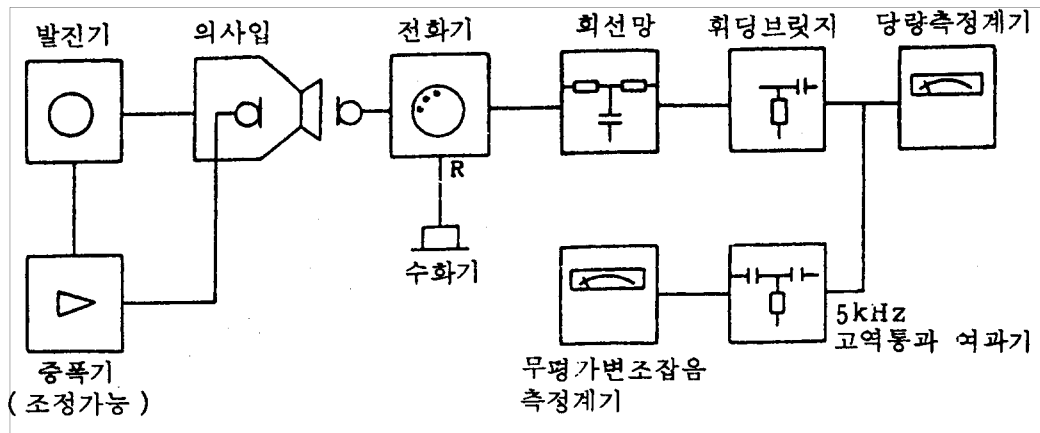 발진기
의사입
전화기
회선망
휘딩브릿지
당량측정계기
R
수화기
5kHz
고역통과 여과기
증폭기
(조정가능)
무평가변조잡음
측정계기